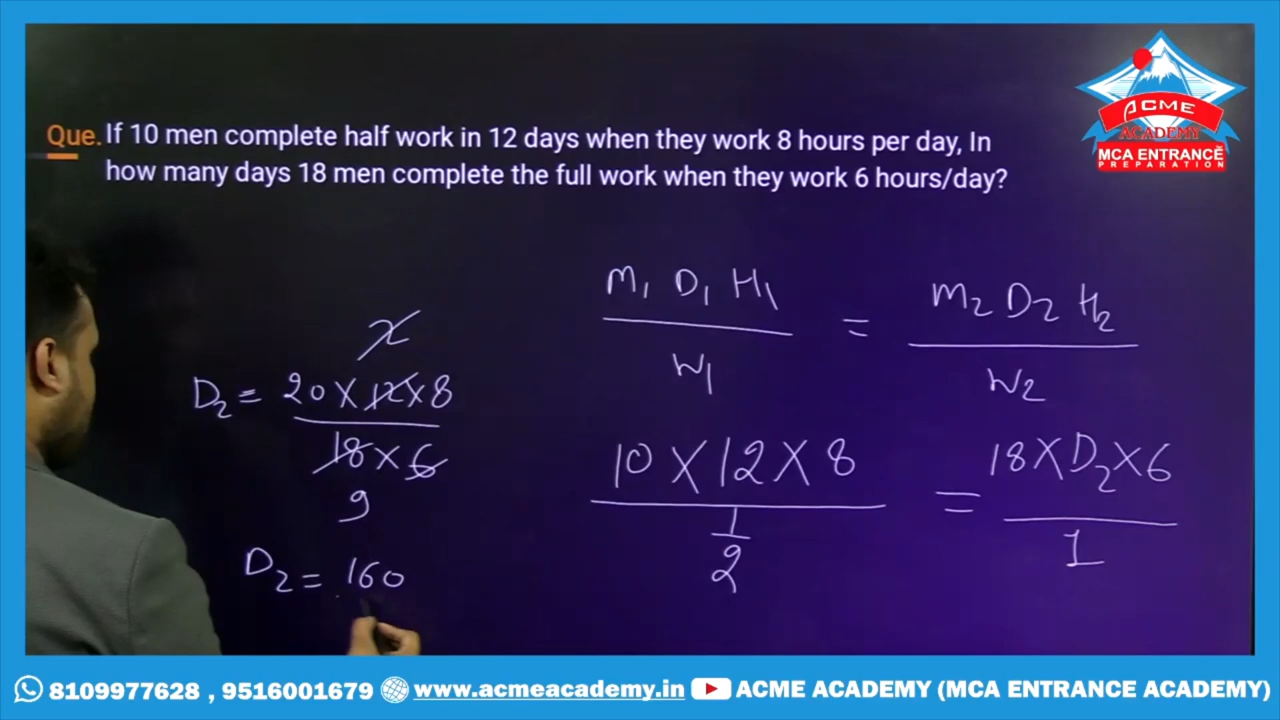 ACME
ACADEMY
MCA ENTRANCE
PREPARATION
Que. If 10 men complete half work in 12 days when they work 8 hours per day, In
how many days 18 men complete the full work when they work 6 hours/day?
M₁ D₁ H₁ / W₁ = M₂ D₂ H₂ / W₂
10 X 12 X 8 / 1/2 = 18 X D₂ X 6 / 1
2
D₂ = 20 X 12 X 8 / 18 X 6
9
D₂ = 160
8109977628 , 9516001679 www.acmeacademy.in ACME ACADEMY (MCA ENTRANCE ACADEMY)